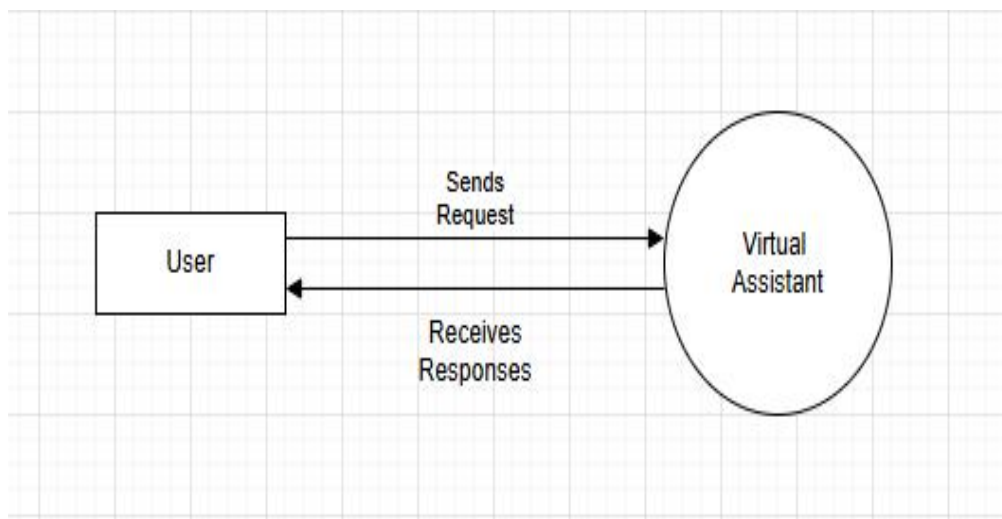 Sends
Request
User
Virtual
Assistant
Receives
Responses